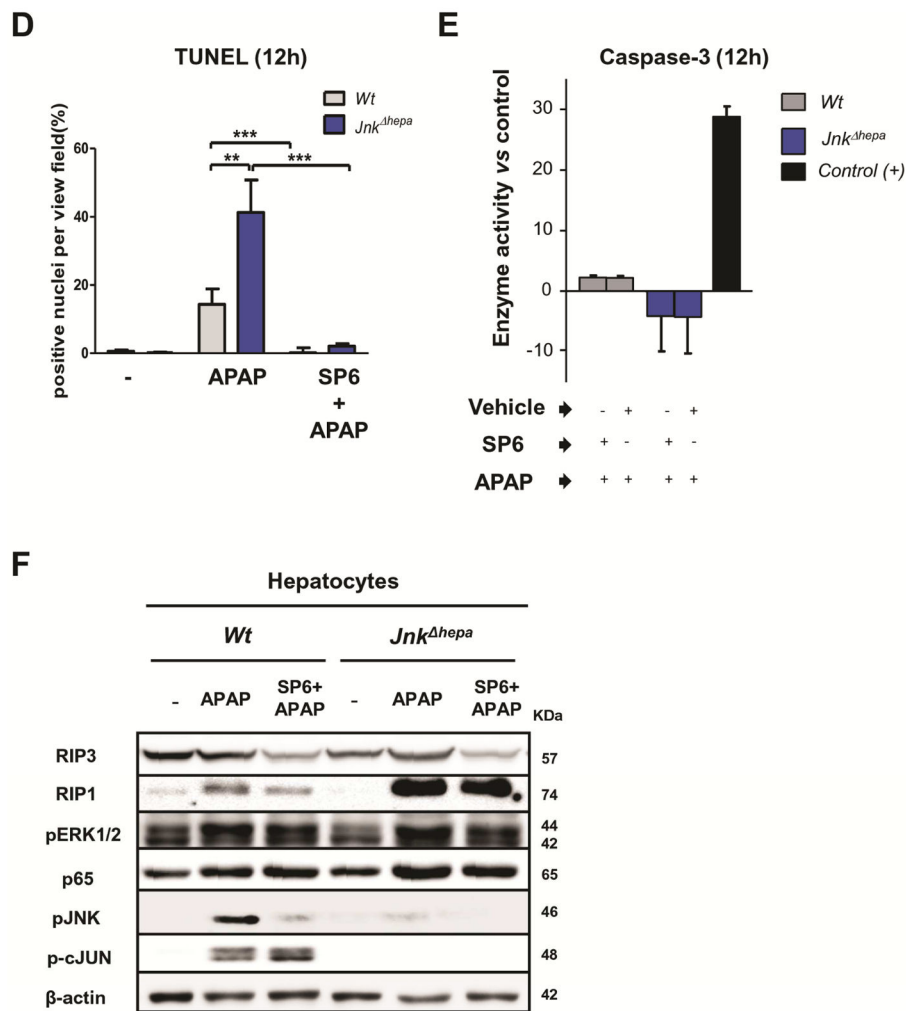 D
TUNEL (12h)
Wt
Jnk^Δhepa
positive nuclei per view field(%)
60
40
20
0
***
**
***
-
APAP
SP6
+
APAP
E
Caspase-3 (12h)
Enzyme activity vs control
30
20
10
0
-10
Wt
Jnk^Δhepa
Control (+)
Vehicle - + - +
SP6 + - + -
APAP + + + +
F
Hepatocytes
Wt Jnk^Δhepa
- APAP SP6+ - APAP SP6+
APAP APAP KDa
RIP3 57
RIP1 74
pERK1/2 44
42
p65 65
pJNK 46
p-cJUN 48
β-actin 42